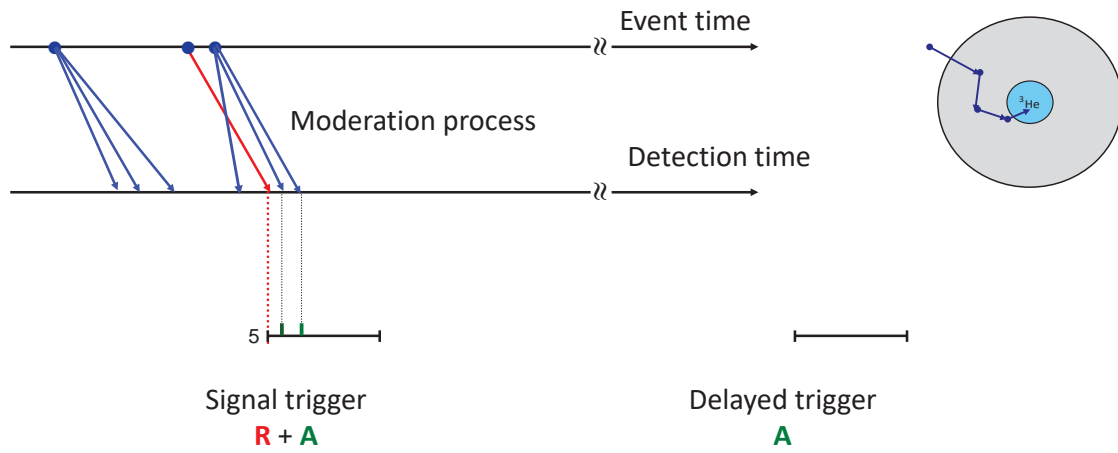 Event time
³He
Moderation process
Detection time
5
Signal trigger
Delayed trigger
R + A
A